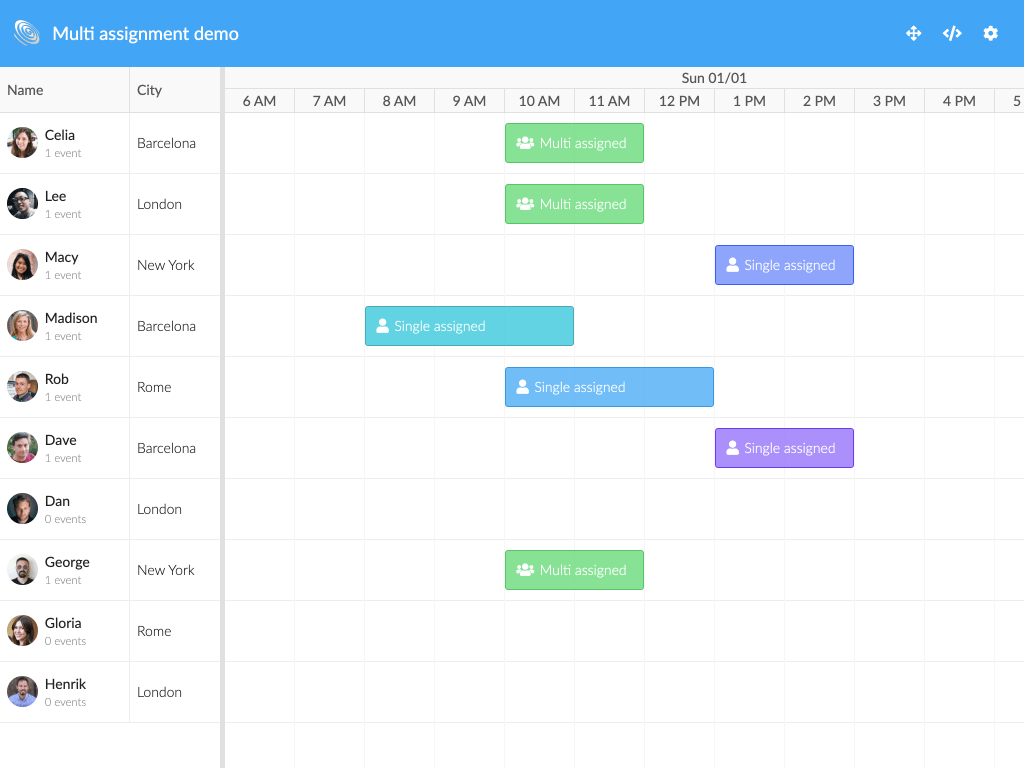 Multi assignment demo
Name
City
Sun 01/01
6 AM 7 AM 8 AM 9 AM 10 AM 11 AM 12 PM 1 PM 2 PM 3 PM 4 PM 5
Celia
1 event
Barcelona
Multi assigned
Lee
1 event
London
Multi assigned
Macy
1 event
New York
Single assigned
Madison
1 event
Barcelona
Single assigned
Rob
1 event
Rome
Single assigned
Dave
1 event
Barcelona
Single assigned
Dan
0 events
London
George
1 event
New York
Multi assigned
Gloria
0 events
Rome
Henrik
0 events
London